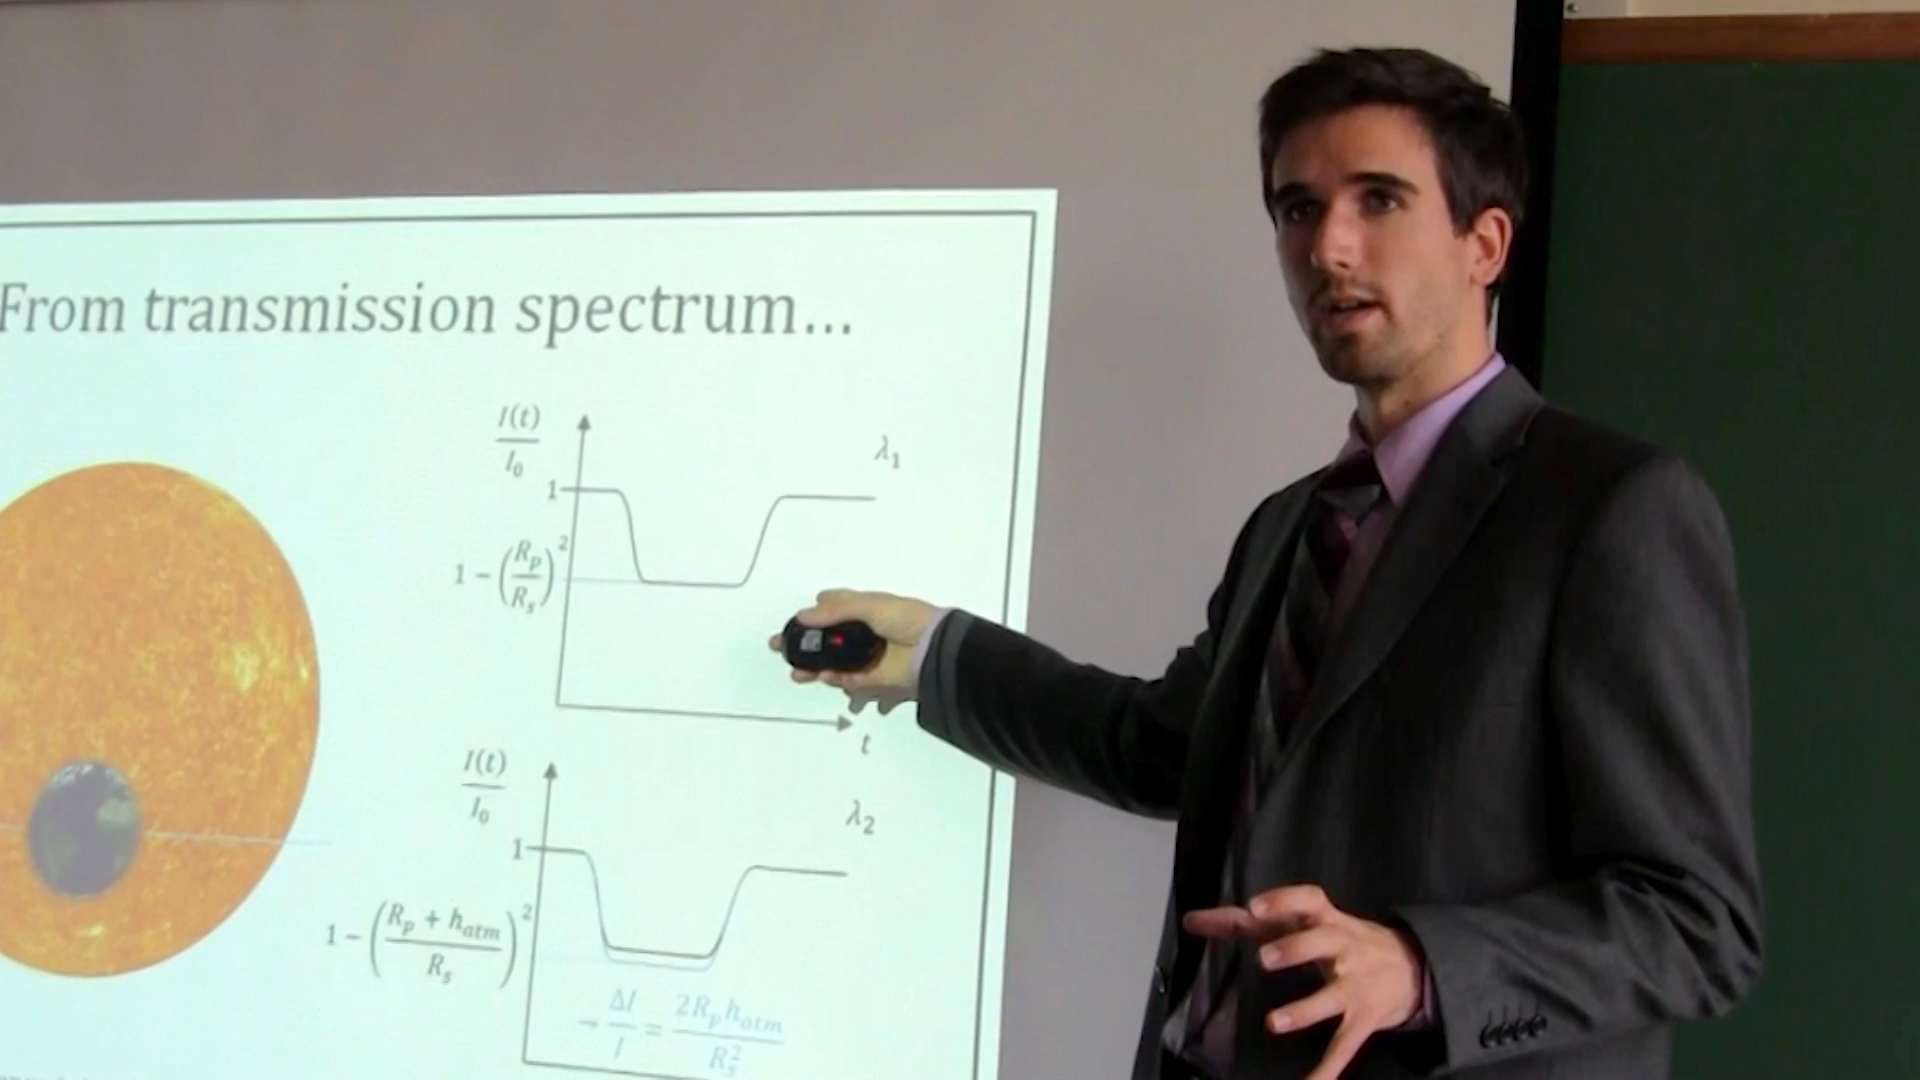 From transmission spectrum...
I(t)/I₀
λ₁
1
1 − (Rₚ/Rₛ)²
t
I(t)/I₀
λ₂
1
1 − ((Rₚ + hₐₜₘ)/Rₛ)²
→ ΔI/I = 2Rₚhₐₜₘ/Rₛ²